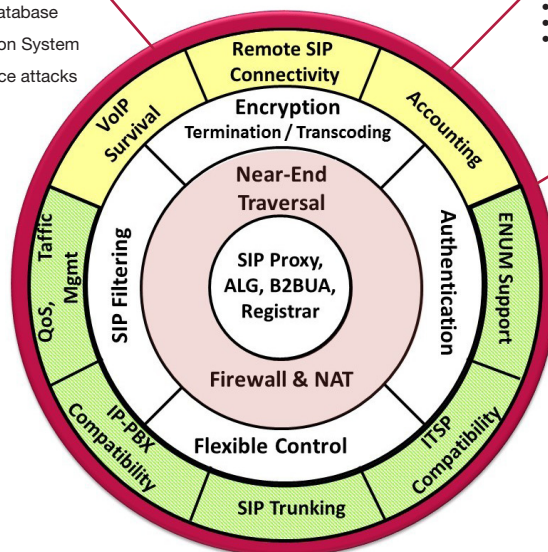 atabase
on System
ce attacks
Remote SIP
Connectivity
VoIP
Survival
Accounting
Encryption
Termination / Transcoding
Near-End
Traversal
SIP Filtering
Authentication
QoS, Taffic
Mgmt
ENUM Support
SIP Proxy,
ALG, B2BUA,
Registrar
Firewall & NAT
Flexible Control
IP-PBX
Compatibility
ITSP
Compatibility
SIP Trunking